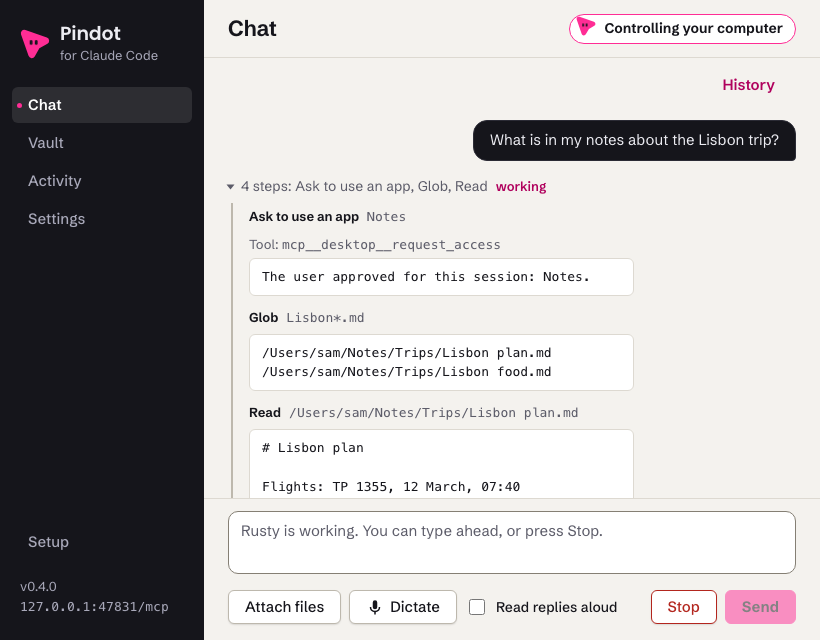 Pindot
for Claude Code
Chat
Vault
Activity
Settings
Setup
v0.4.0
127.0.0.1:47831/mcp
Chat
Controlling your computer
History
What is in my notes about the Lisbon trip?
4 steps: Ask to use an app, Glob, Read working
Ask to use an app Notes
Tool: mcp__desktop__request_access
The user approved for this session: Notes.
Glob Lisbon*.md
/Users/sam/Notes/Trips/Lisbon plan.md
/Users/sam/Notes/Trips/Lisbon food.md
Read /Users/sam/Notes/Trips/Lisbon plan.md
# Lisbon plan
Flights: TP 1355, 12 March, 07:40
Rusty is working. You can type ahead, or press Stop.
Attach files
Dictate
Read replies aloud
Stop
Send